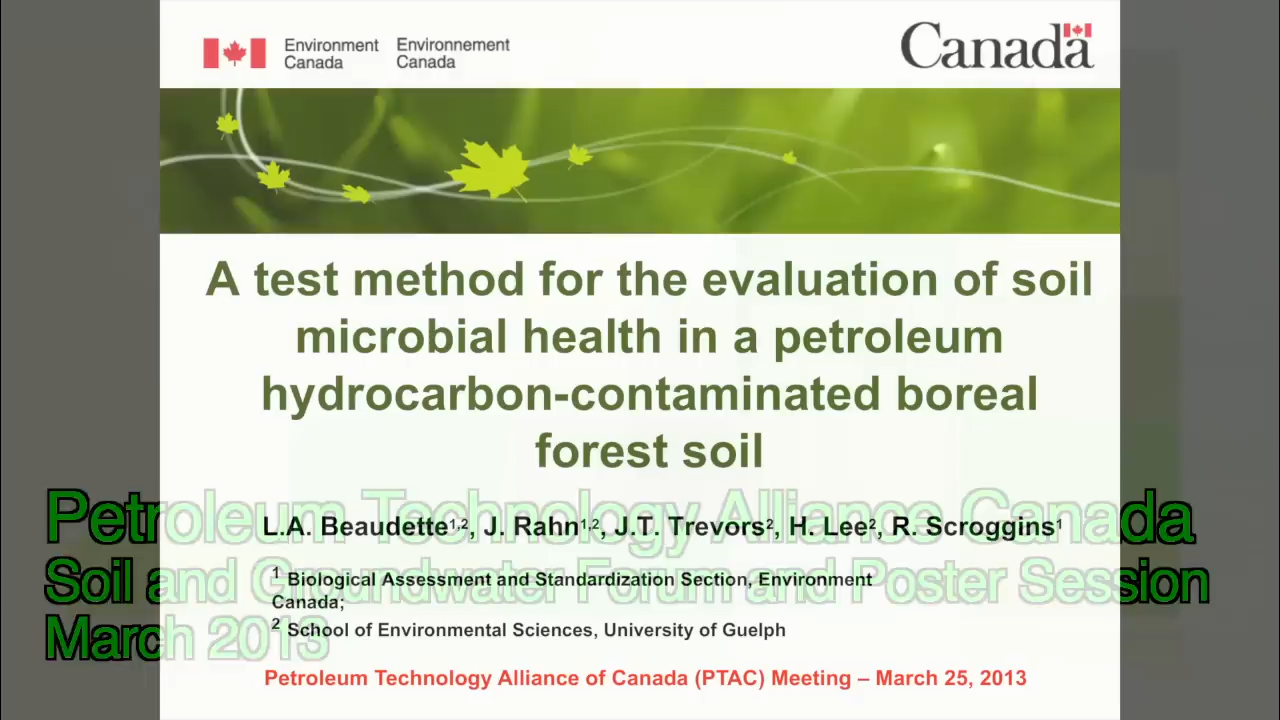 Environment Canada
Environnement Canada
Canada
A test method for the evaluation of soil
microbial health in a petroleum
hydrocarbon-contaminated boreal
forest soil
L.A. Beaudette1,2, J. Rahn1,2, J.T. Trevors2, H. Lee2, R. Scroggins1
1 Biological Assessment and Standardization Section, Environment
Canada;
2 School of Environmental Sciences, University of Guelph
Petroleum Technology Alliance of Canada (PTAC) Meeting – March 25, 2013
Petroleum Technology Alliance Canada
Soil and Groundwater Forum and Poster Session
March 2013